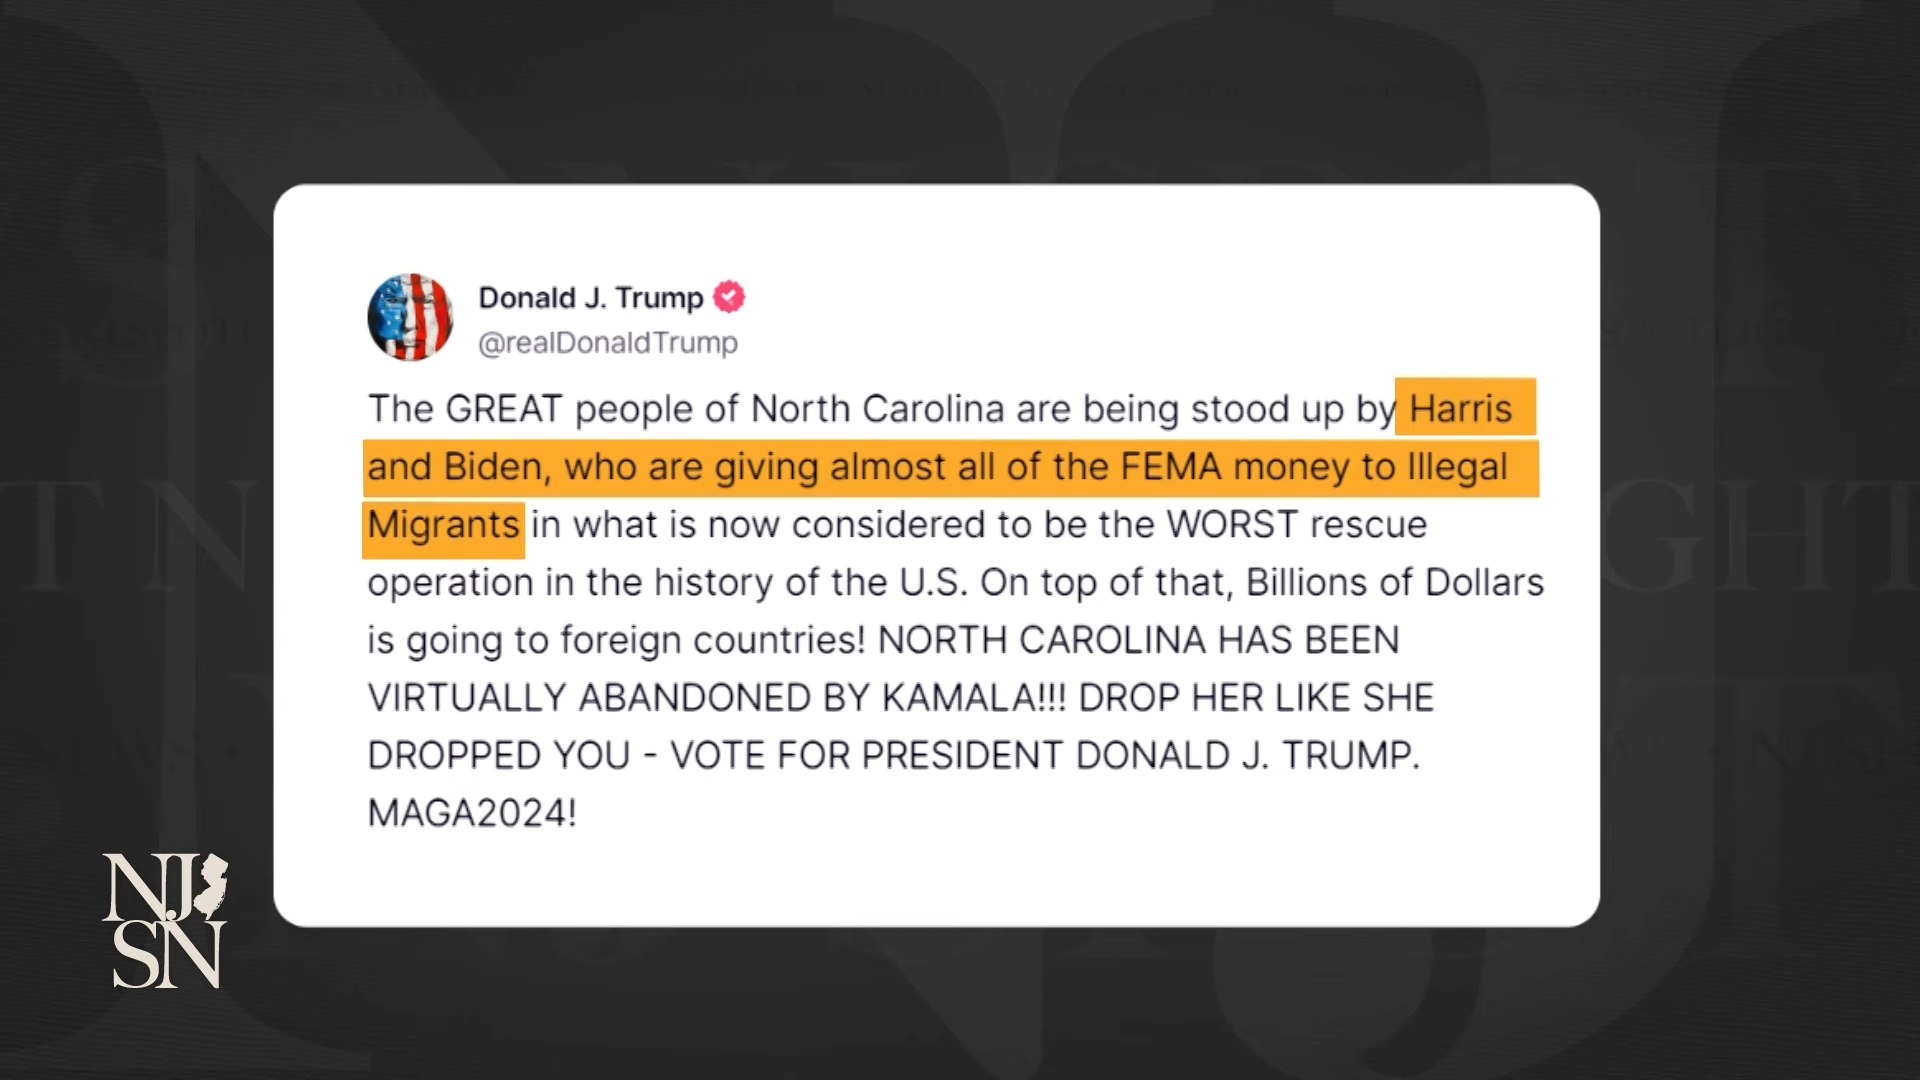 Donald J. Trump
@realDonaldTrump
The GREAT people of North Carolina are being stood up by Harris
and Biden, who are giving almost all of the FEMA money to Illegal
Migrants in what is now considered to be the WORST rescue
operation in the history of the U.S. On top of that, Billions of Dollars
is going to foreign countries! NORTH CAROLINA HAS BEEN
VIRTUALLY ABANDONED BY KAMALA!!! DROP HER LIKE SHE
DROPPED YOU - VOTE FOR PRESIDENT DONALD J. TRUMP.
MAGA2024!
NJ
SN